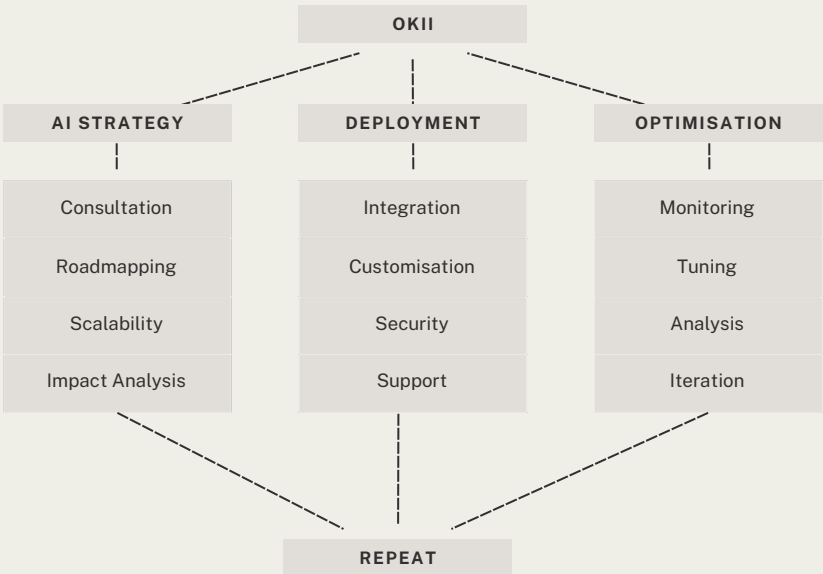 OKII
AI STRATEGY
DEPLOYMENT
OPTIMISATION
Consultation
Integration
Monitoring
Roadmapping
Customisation
Tuning
Scalability
Security
Analysis
Impact Analysis
Support
Iteration
REPEAT